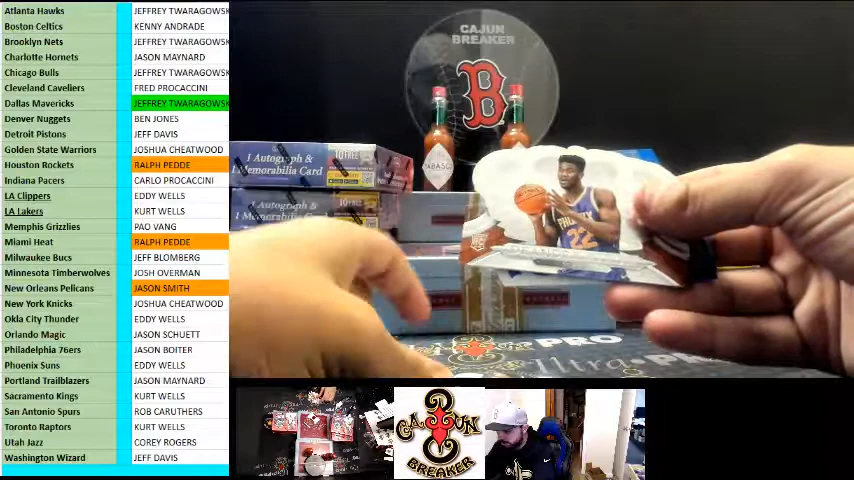 Atlanta Hawks JEFFREY TWARAGOWSK
Boston Celtics KENNY ANDRADE
Brooklyn Nets JEFFREY TWARAGOWSK
Charlotte Hornets JASON MAYNARD
Chicago Bulls JEFFREY TWARAGOWSK
Cleveland Cavaliers FRED PROCACCINI
Dallas Mavericks JEFFREY TWARAGOWSK
Denver Nuggets BEN JONES
Detroit Pistons JEFF DAVIS
Golden State Warriors JOSHUA CHEATWOOD
Houston Rockets RALPH PEDDE
Indiana Pacers CARLO PROCACCINI
LA Clippers EDDY WELLS
LA Lakers KURT WELLS
Memphis Grizzlies PAO VANG
Miami Heat RALPH PEDDE
Milwaukee Bucs JEFF BLOMBERG
Minnesota Timberwolves JOSH OVERMAN
New Orleans Pelicans JASON SMITH
New York Knicks JOSHUA CHEATWOOD
Okla City Thunder EDDY WELLS
Orlando Magic JASON SCHUETT
Philadelphia 76ers JASON BOITER
Phoenix Suns EDDY WELLS
Portland Trailblazers JASON MAYNARD
Sacramento Kings KURT WELLS
San Antonio Spurs ROB CARUTHERS
Toronto Raptors KURT WELLS
Utah Jazz COREY ROGERS
Washington Wizard JEFF DAVIS
CAJUN
BREAKER
B
TABASCO
1 Autograph &
1 Memorabilia Card
1 Autograph &
1 Memorabilia
PHOENIX
22
PRO
Ultra PRO
CAJUN
BREAKER